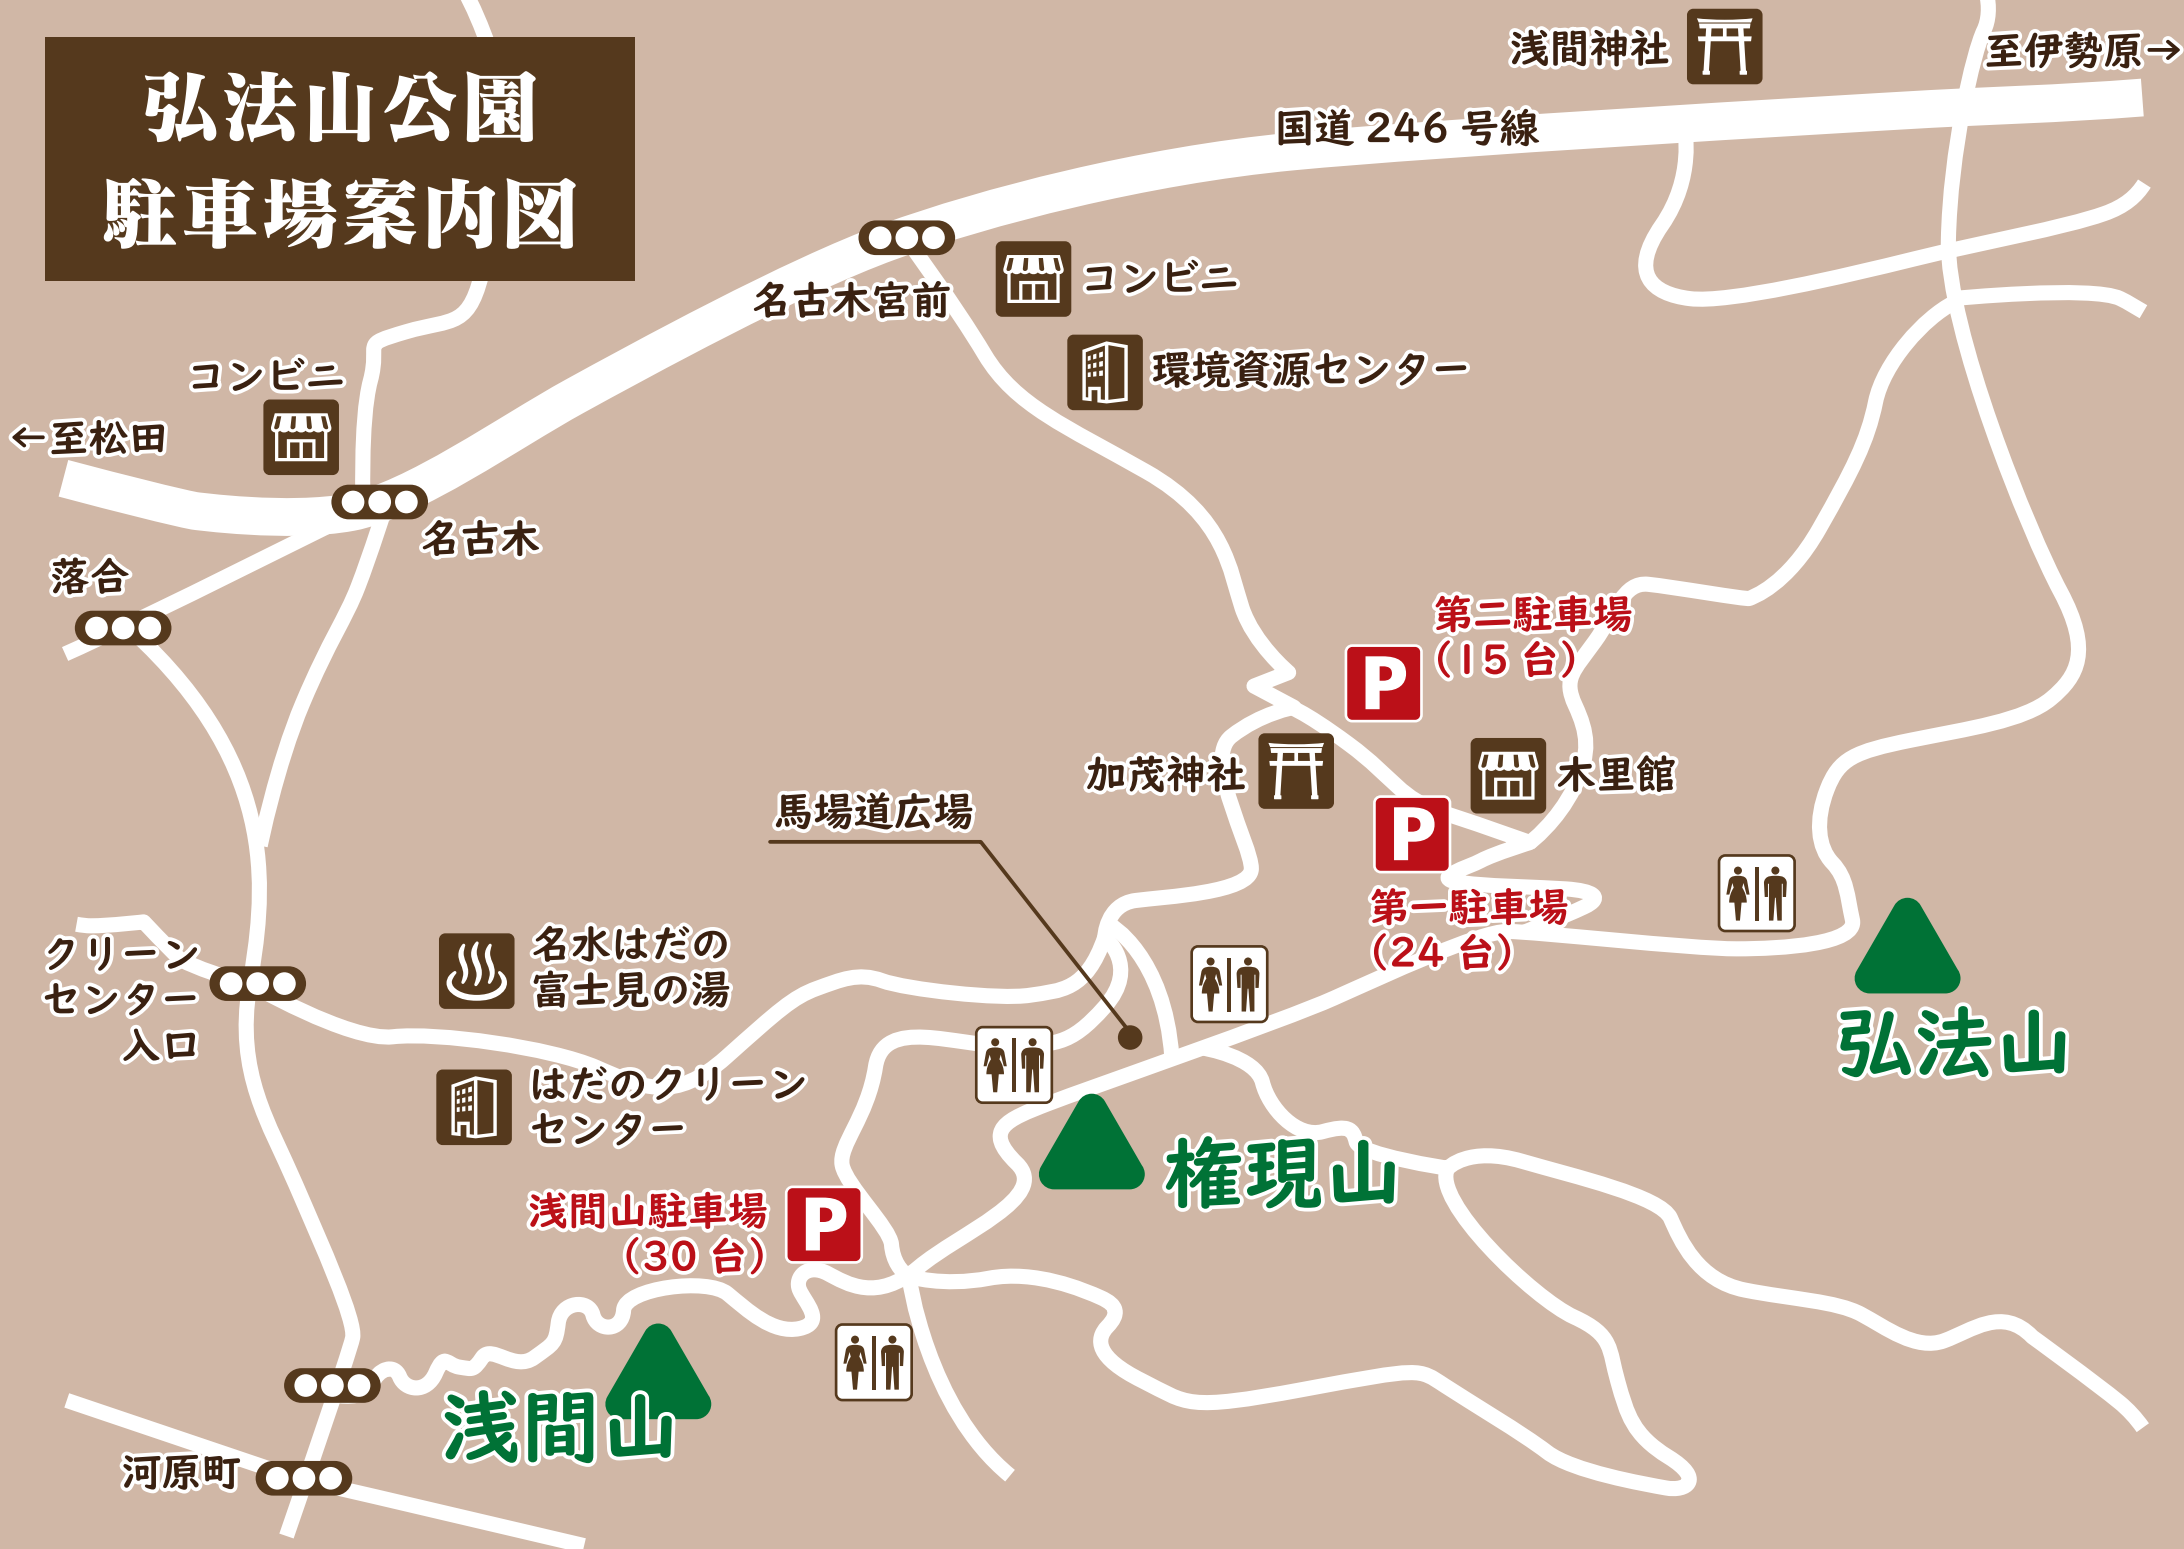 弘法山公園
駐車場案内図
浅間神社
至伊勢原→
国道 246 号線
名古木宮前
コンビニ
環境資源センター
コンビニ
←至松田
名古木
落合
第二駐車場
（15 台）
P
加茂神社
木里館
馬場道広場
P
第一駐車場
（24 台）
クリーン
センター
入口
名水はだの
富士見の湯
弘法山
はだのクリーン
センター
権現山
浅間山駐車場
（30 台）
P
浅間山
河原町